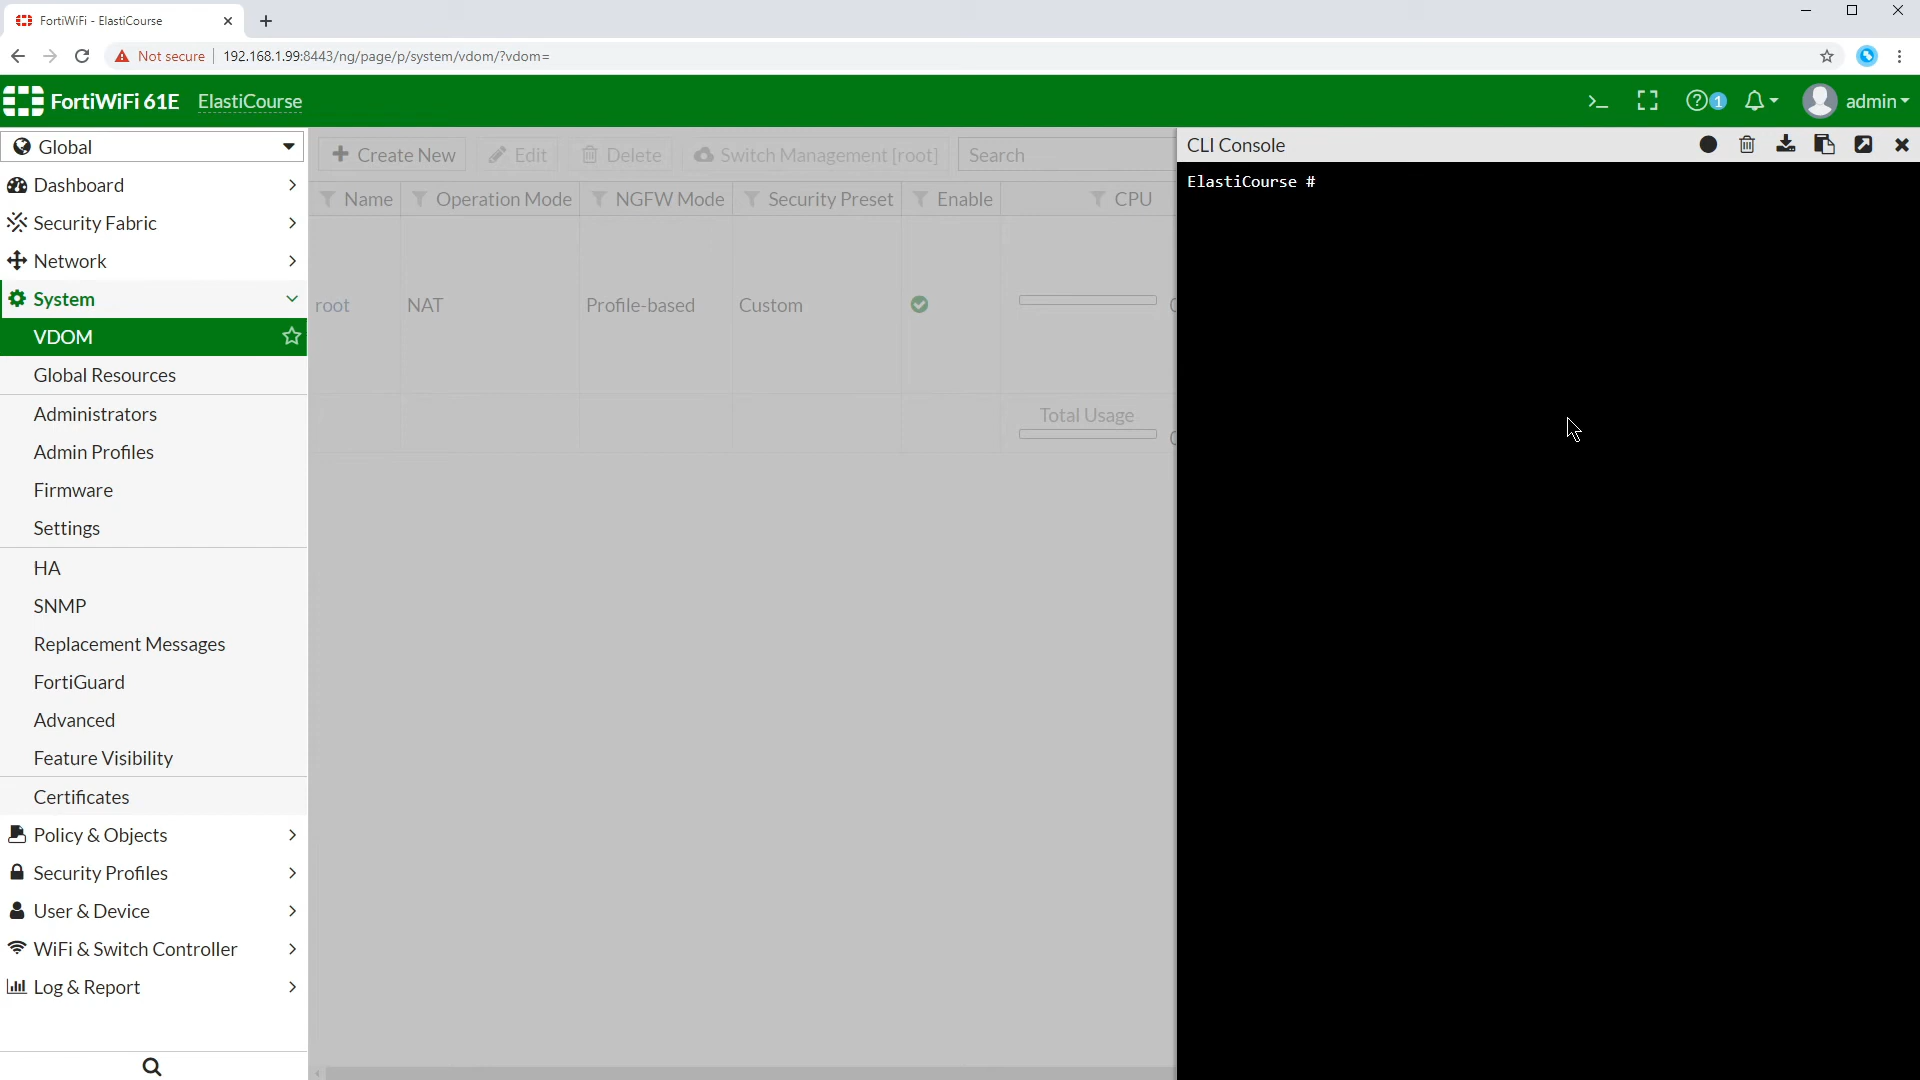 FortiWiFi - ElastiCourse
Not secure
192.168.1.99:8443/ng/page/p/system/vdom/?vdom=
FortiWiFi 61E ElastiCourse
1
admin
Global
Dashboard
Security Fabric
Network
System
VDOM
Global Resources
Administrators
Admin Profiles
Firmware
Settings
HA
SNMP
Replacement Messages
FortiGuard
Advanced
Feature Visibility
Certificates
Policy & Objects
Security Profiles
User & Device
WiFi & Switch Controller
Log & Report
Create New Edit Delete Switch Management [root] Search
Name Operation Mode NGFW Mode Security Preset Enable CPU
root NAT Profile-based Custom
Total Usage
CLI Console
ElastiCourse #